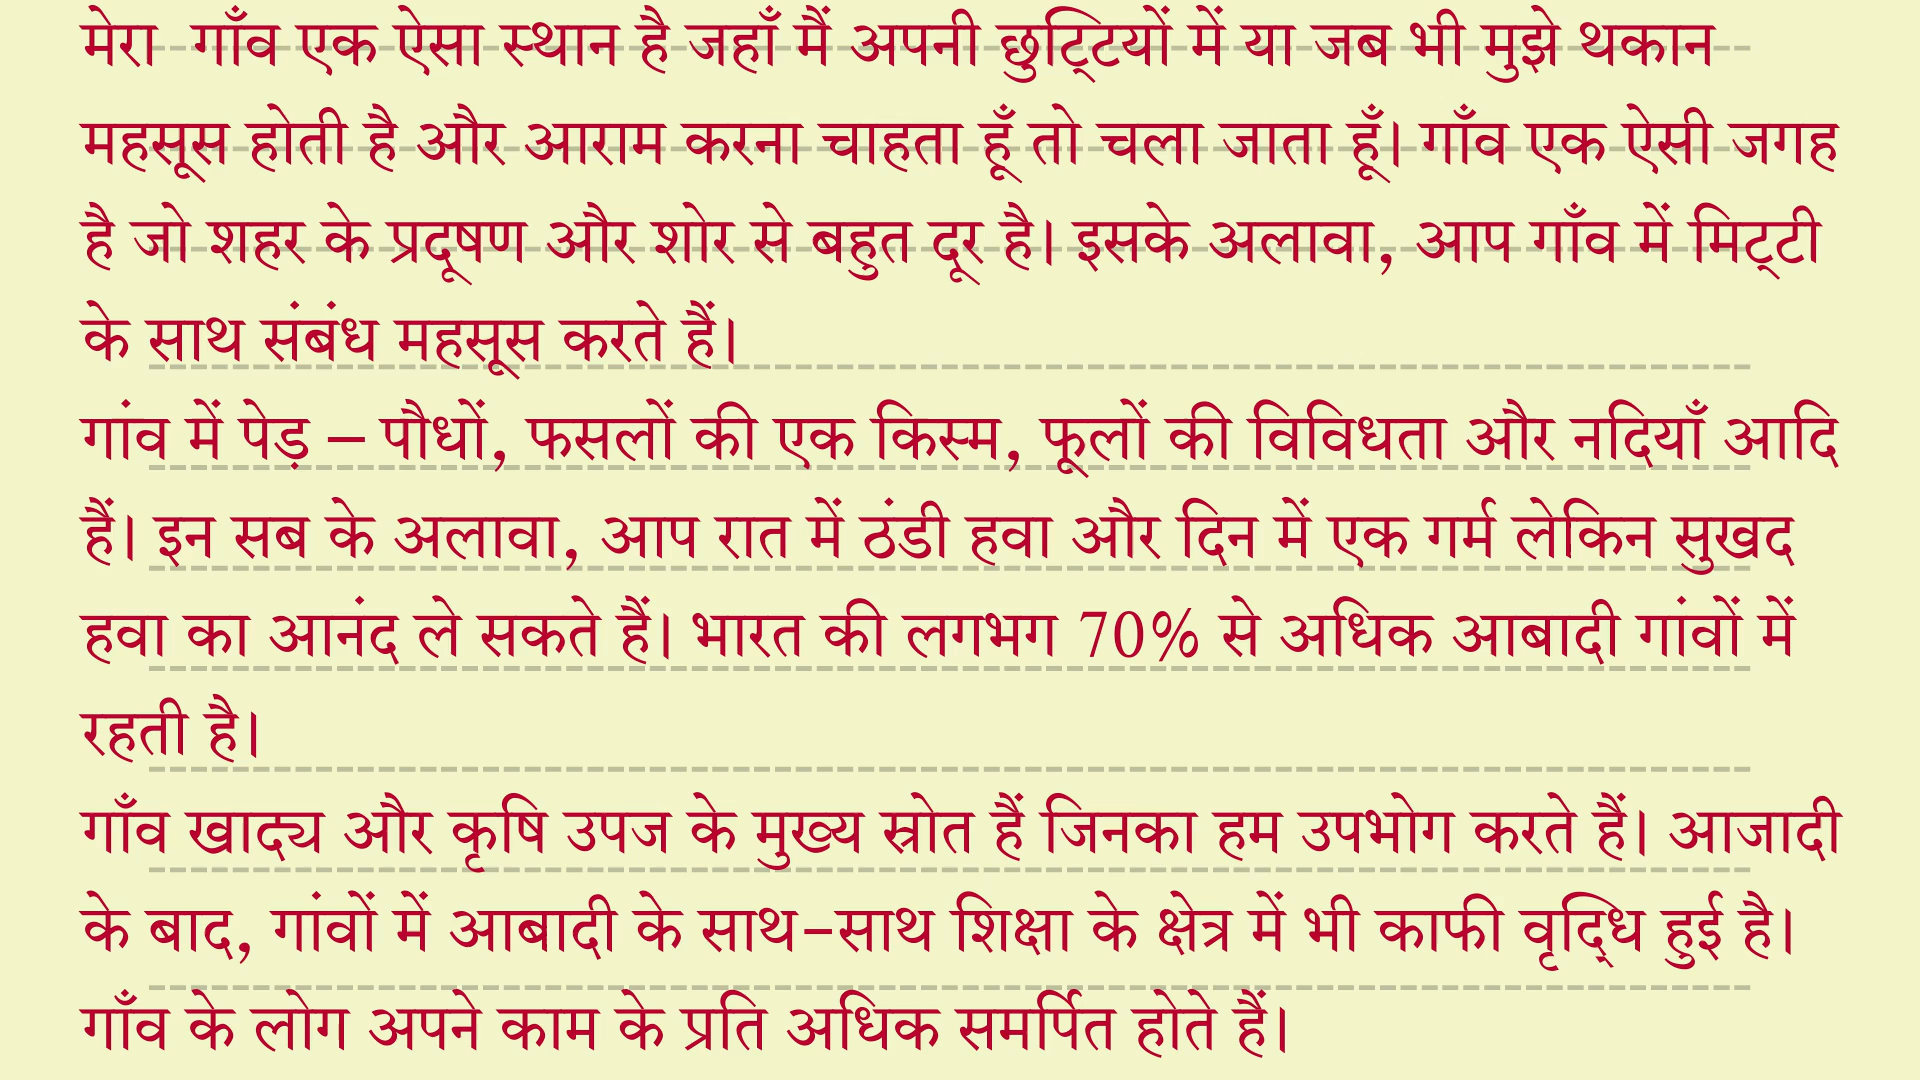 मेरा गाँव एक ऐसा स्थान है जहाँ मैं अपनी छुट्टियों में या जब भी मुझे थकान
महसूस होती है और आराम करना चाहता हूँ तो चला जाता हूँ। गाँव एक ऐसी जगह
है जो शहर के प्रदूषण और शोर से बहुत दूर है। इसके अलावा, आप गाँव में मिट्टी
के साथ संबंध महसूस करते हैं।
गांव में पेड़ – पौधों, फसलों की एक किस्म, फूलों की विविधता और नदियाँ आदि
हैं। इन सब के अलावा, आप रात में ठंडी हवा और दिन में एक गर्म लेकिन सुखद
हवा का आनंद ले सकते हैं। भारत की लगभग 70% से अधिक आबादी गांवों में
रहती है।
गाँव खाद्य और कृषि उपज के मुख्य स्रोत हैं जिनका हम उपभोग करते हैं। आजादी
के बाद, गांवों में आबादी के साथ-साथ शिक्षा के क्षेत्र में भी काफी वृद्धि हुई है।
गाँव के लोग अपने काम के प्रति अधिक समर्पित होते हैं।